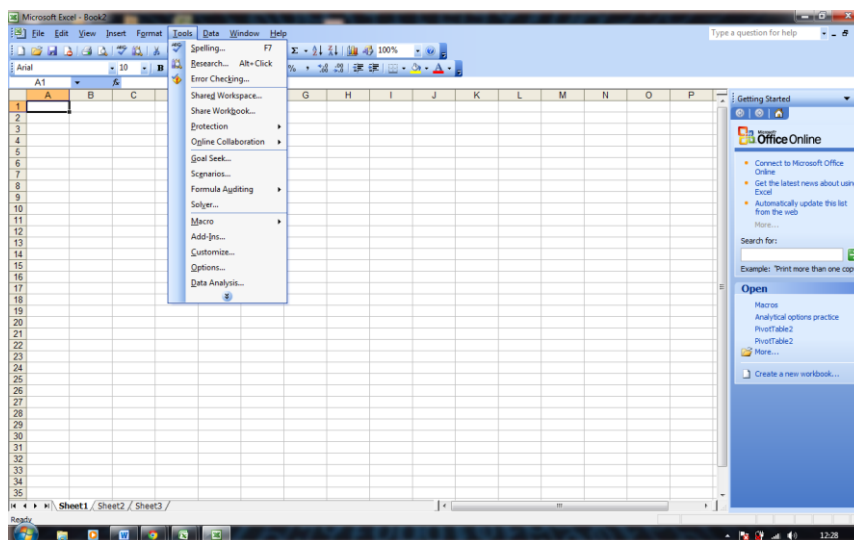 Microsoft Excel - Book2
File Edit View Insert Format Tools Data Window Help Type a question for help
Arial 10 B 100%
A1 fx
Spelling... F7
Research... Alt+Click
Error Checking...
Shared Workspace...
Share Workbook...
Protection
Online Collaboration
Goal Seek...
Scenarios...
Formula Auditing
Solver...
Macro
Add-Ins...
Customize...
Options...
Data Analysis...
A B C G H I J K L M N O P
1
2
3
4
5
6
7
8
9
10
11
12
13
14
15
16
17
18
19
20
21
22
23
24
25
26
27
28
29
30
31
32
33
34
35
Getting Started
Microsoft
Office Online
Connect to Microsoft Office
Online
Get the latest news about usin
Excel
Automatically update this list
from the web
More...
Search for:
Example: "Print more than one cop
Open
Macros
Analytical options practice
PivotTable2
PivotTable2
More...
Create a new workbook...
Sheet1 Sheet2 Sheet3
Ready
12:28